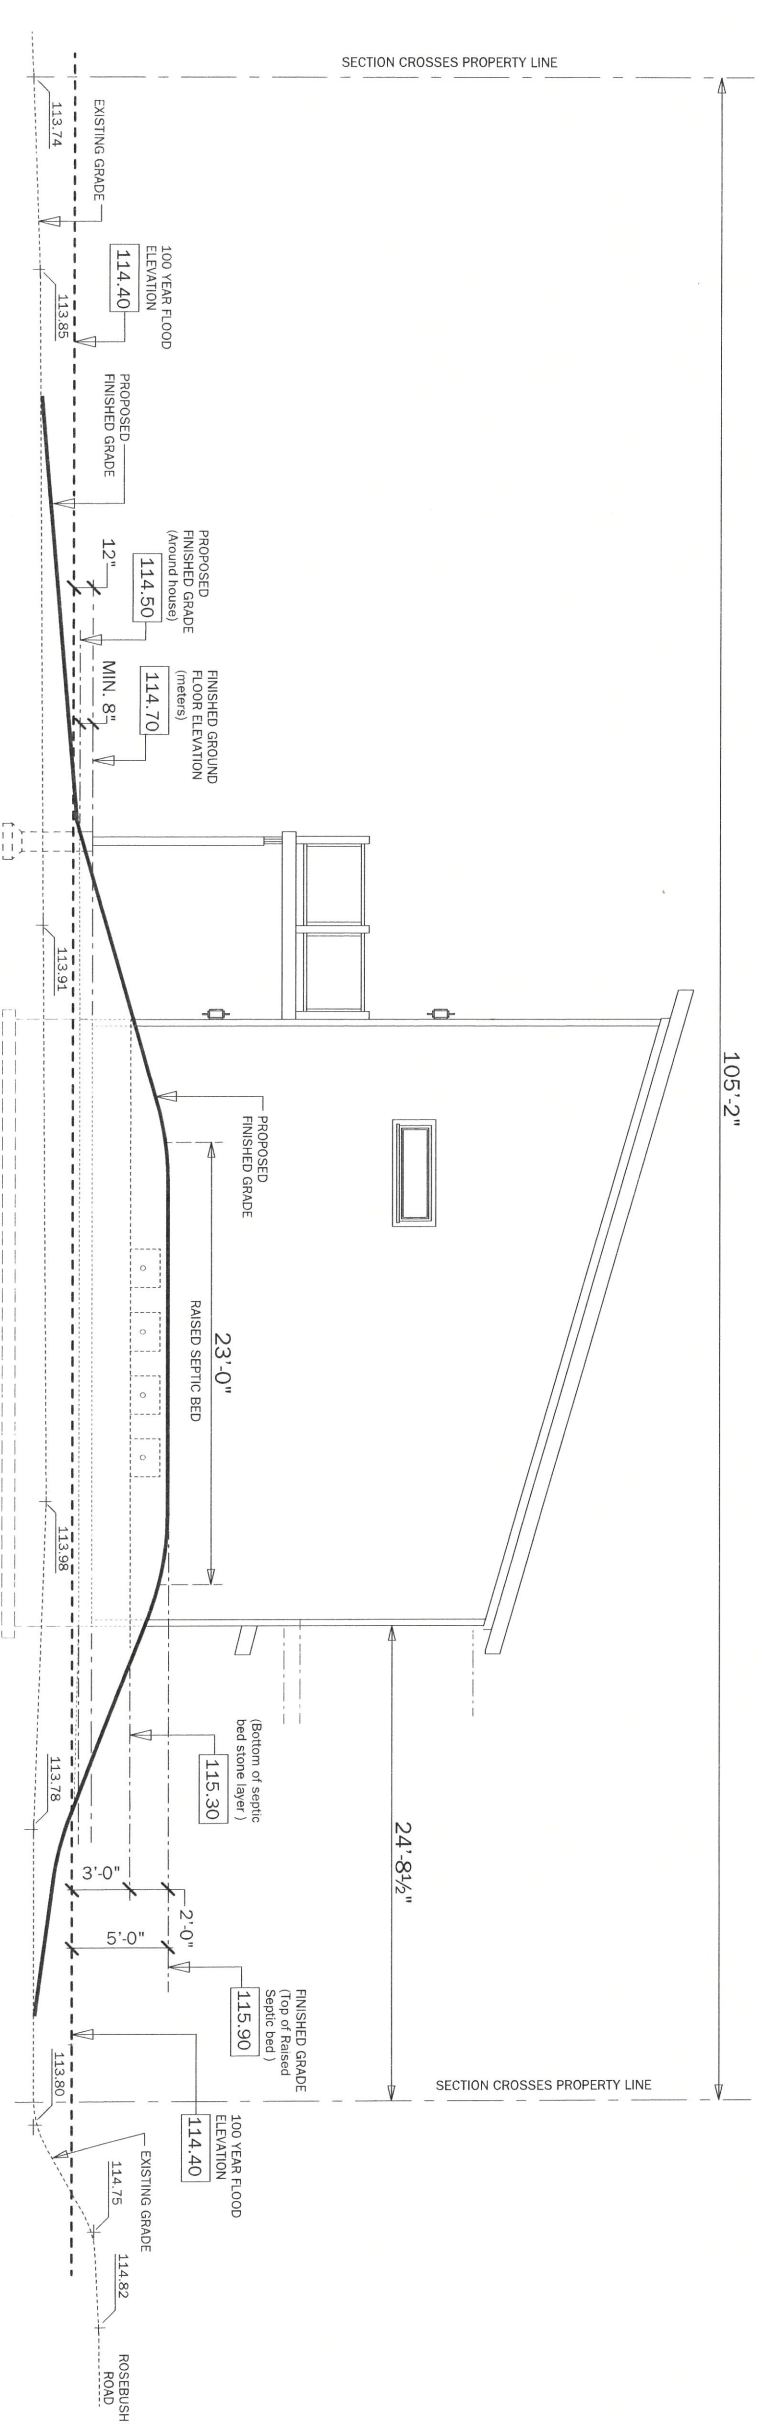 SECTION CROSSES PROPERTY LINE
105'-2"
113.74
EXISTING GRADE
100 YEAR FLOOD
ELEVATION
114.40
113.85
PROPOSED
FINISHED GRADE
12"
PROPOSED
FINISHED GRADE
(Around house)
114.50
MIN. 8"
FINISHED GROUND
FLOOR ELEVATION
(meters)
114.70
113.91
PROPOSED
FINISHED GRADE
23'-0"
RAISED SEPTIC BED
113.98
(Bottom of septic
bed stone layer )
115.30
24'-8½"
113.78
3'-0"
2'-0"
5'-0"
FINISHED GRADE
(Top of Raised
Septic bed )
115.90
SECTION CROSSES PROPERTY LINE
113.80
100 YEAR FLOOD
ELEVATION
114.40
EXISTING GRADE
114.75
114.82
ROSEBUSH
ROAD